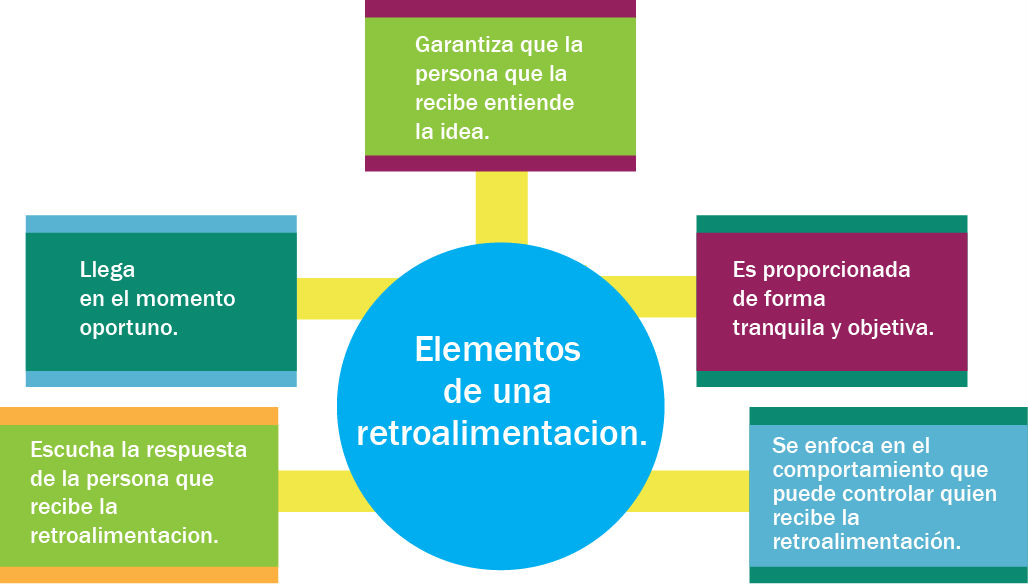 Garantiza que la
persona que la
recibe entiende
la idea.
Llega
en el momento
oportuno.
Es proporcionada
de forma
tranquila y objetiva.
Elementos
de una
retroalimentacion.
Escucha la respuesta
de la persona que
recibe la
retroalimentacion.
Se enfoca en el
comportamiento que
puede controlar quien
recibe la
retroalimentación.